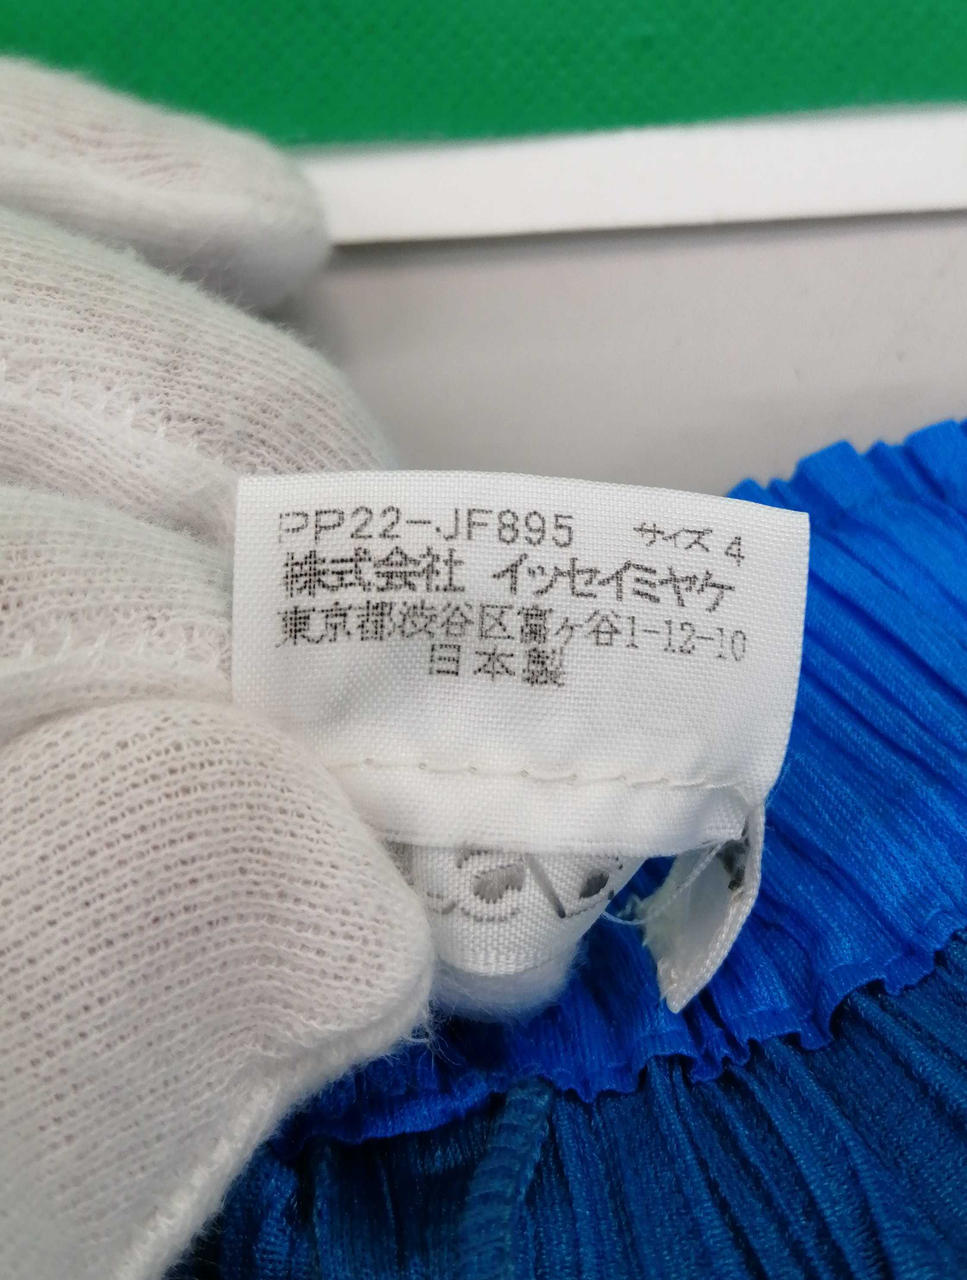 PP22-JF895 サイズ 4
株式会社 イッセイミヤケ
東京都渋谷区富ヶ谷1-12-10
日本製